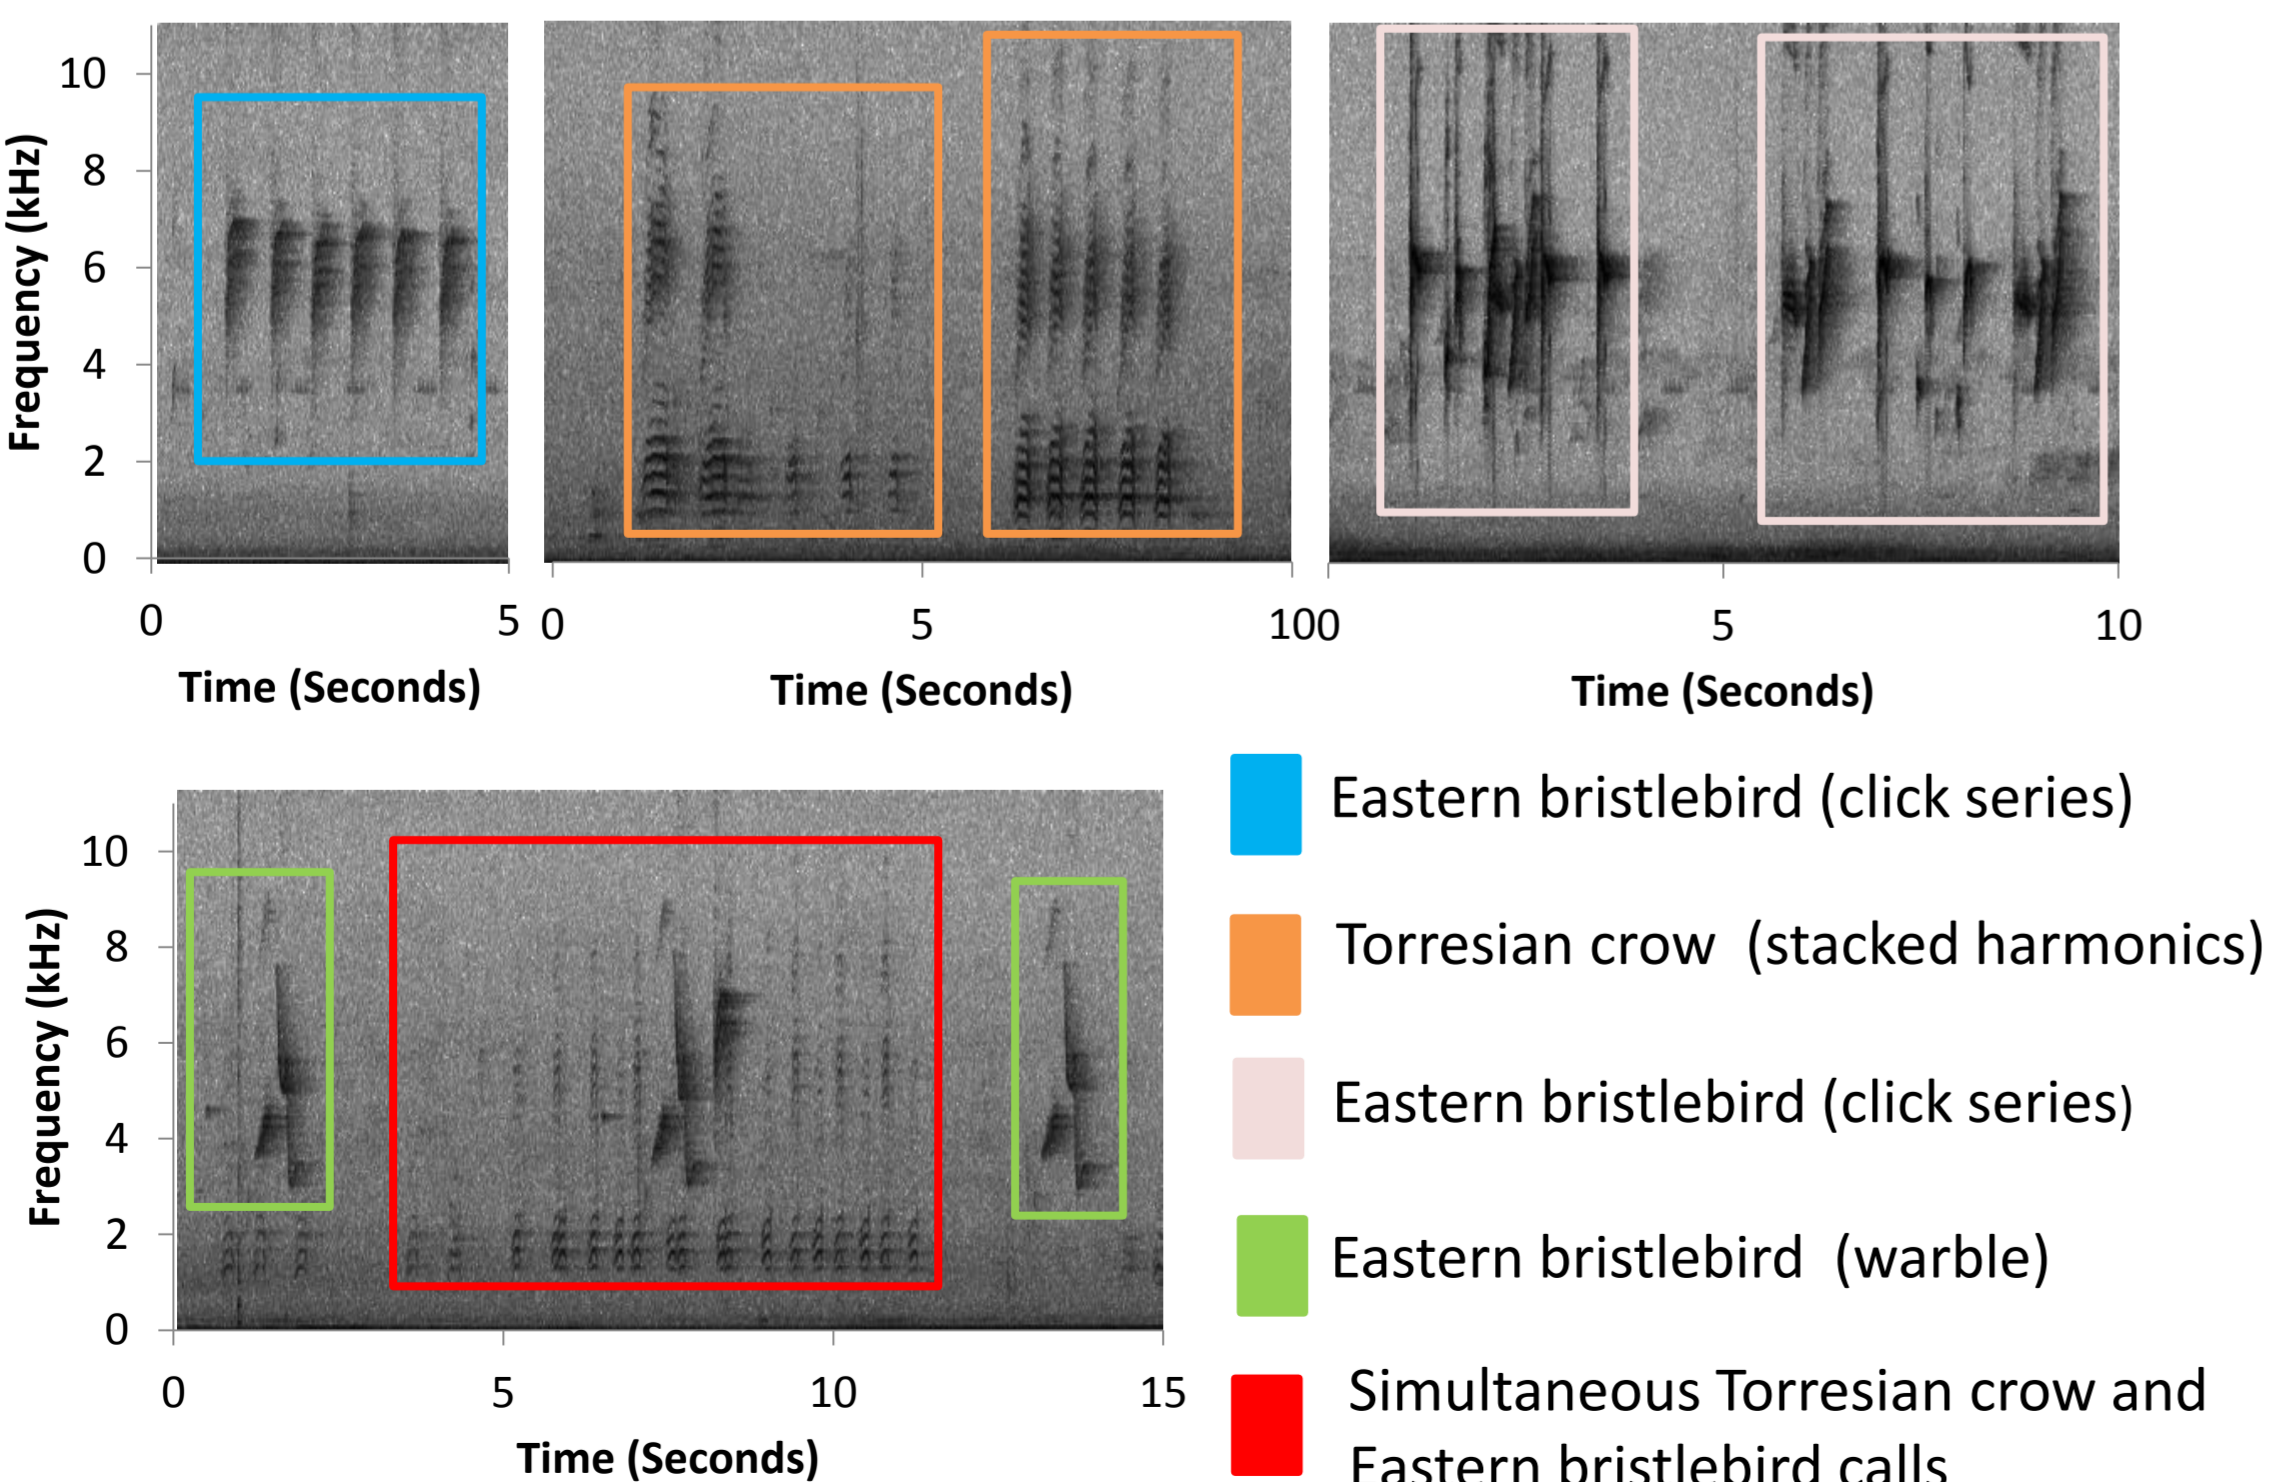 Frequency (kHz)
10
8
6
4
2
0
0 5 0 5 100 5 10
Time (Seconds) Time (Seconds) Time (Seconds)
Frequency (kHz)
10
8
6
4
2
0
0 5 10 15
Time (Seconds)
Eastern bristlebird (click series)
Torresian crow (stacked harmonics)
Eastern bristlebird (click series)
Eastern bristlebird (warble)
Simultaneous Torresian crow and
Eastern bristlebird calls